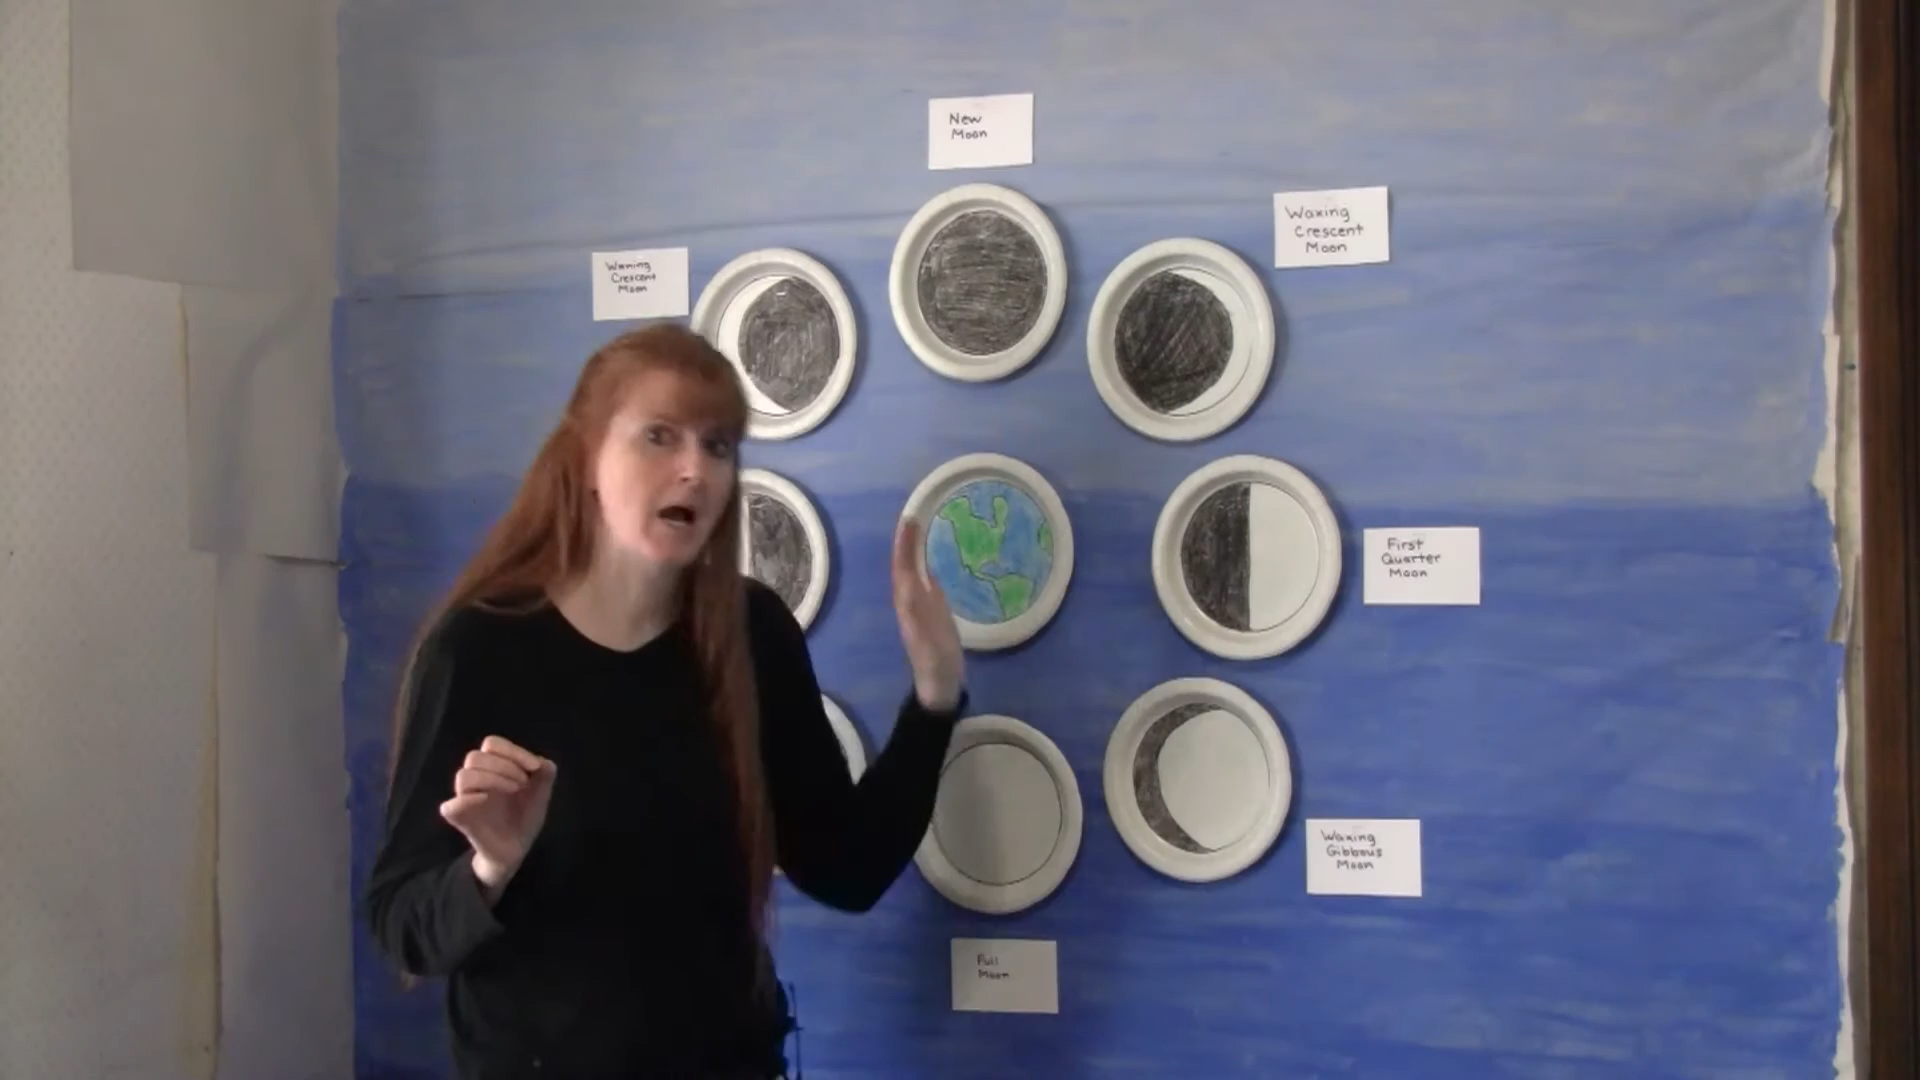 New
Moon
Waxing
Crescent
Moon
Waning
Crescent
Moon
First
Quarter
Moon
Waxing
Gibbous
Moon
Full
Moon